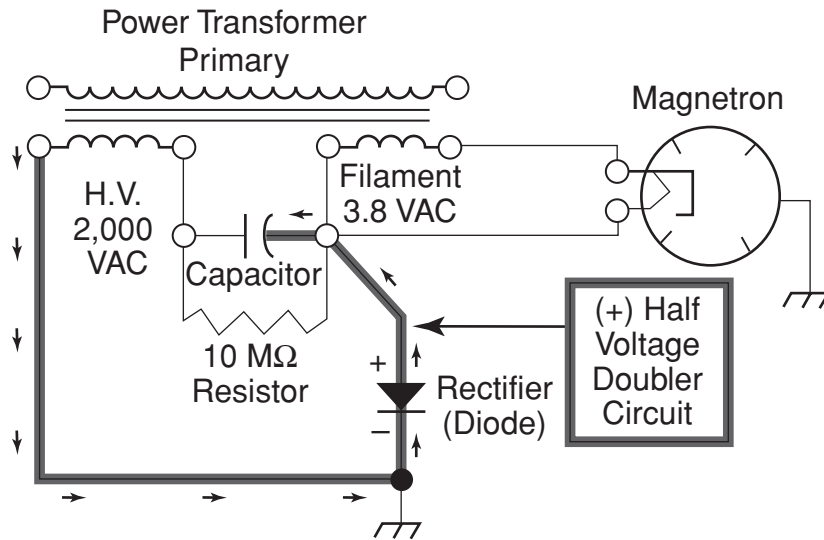 Power Transformer
Primary
Magnetron
H.V.
2,000
VAC
Filament
3.8 VAC
Capacitor
10 MΩ
Resistor
+
−
Rectifier
(Diode)
(+) Half
Voltage
Doubler
Circuit